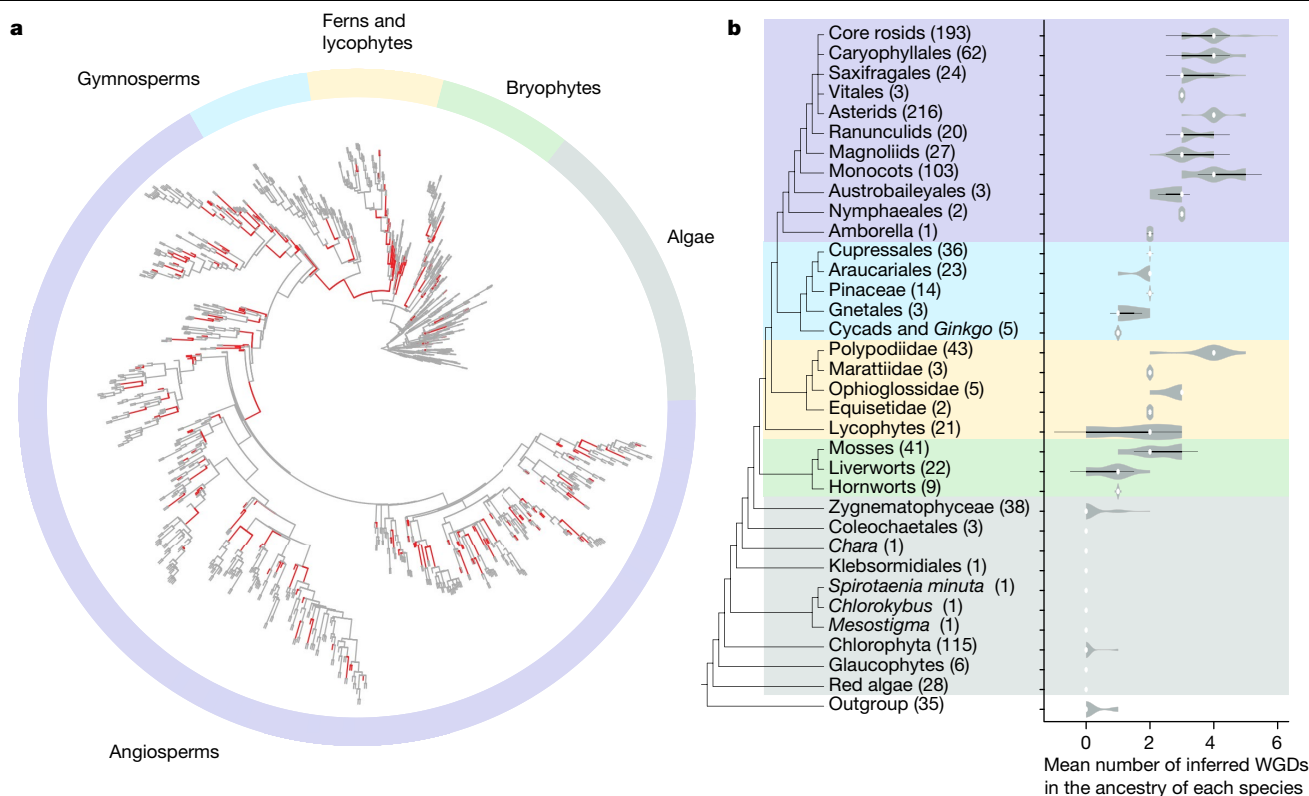 a
Ferns and
lycophytes
Gymnosperms
Bryophytes
Algae
Angiosperms
b
Core rosids (193)
Caryophyllales (62)
Saxifragales (24)
Vitales (3)
Asterids (216)
Ranunculids (20)
Magnoliids (27)
Monocots (103)
Austrobaileyales (3)
Nymphaeales (2)
Amborella (1)
Cupressales (36)
Araucariales (23)
Pinaceae (14)
Gnetales (3)
Cycads and Ginkgo (5)
Polypodiidae (43)
Marattiidae (3)
Ophioglossidae (5)
Equisetidae (2)
Lycophytes (21)
Mosses (41)
Liverworts (22)
Hornworts (9)
Zygnematophyceae (38)
Coleochaetales (3)
Chara (1)
Klebsormidiales (1)
Spirotaenia minuta (1)
Chlorokybus (1)
Mesostigma (1)
Chlorophyta (115)
Glaucophytes (6)
Red algae (28)
Outgroup (35)
0 2 4 6
Mean number of inferred WGDs
in the ancestry of each species